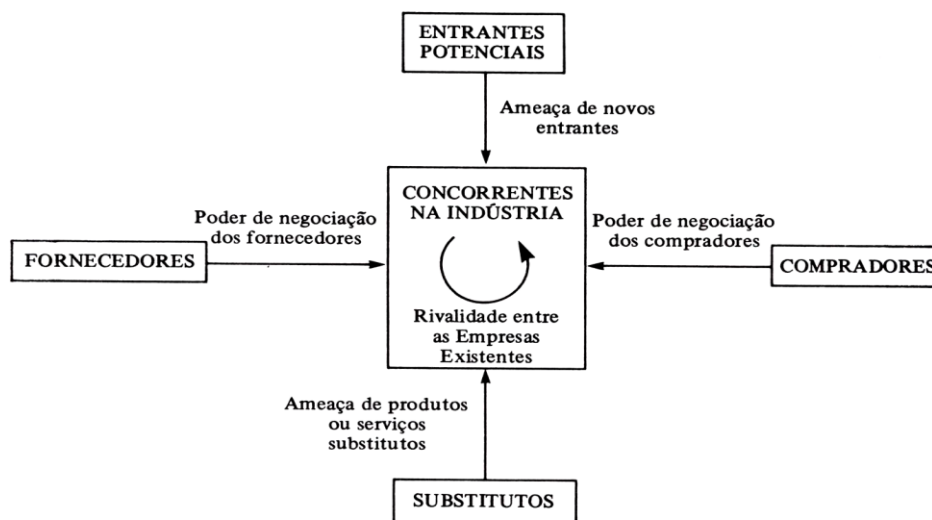 ENTRANTES
POTENCIAIS
Ameaça de novos
entrantes
CONCORRENTES
NA INDÚSTRIA
Poder de negociação
dos fornecedores
Poder de negociação
dos compradores
FORNECEDORES
COMPRADORES
Rivalidade entre
as Empresas
Existentes
Ameaça de produtos
ou serviços
substitutos
SUBSTITUTOS